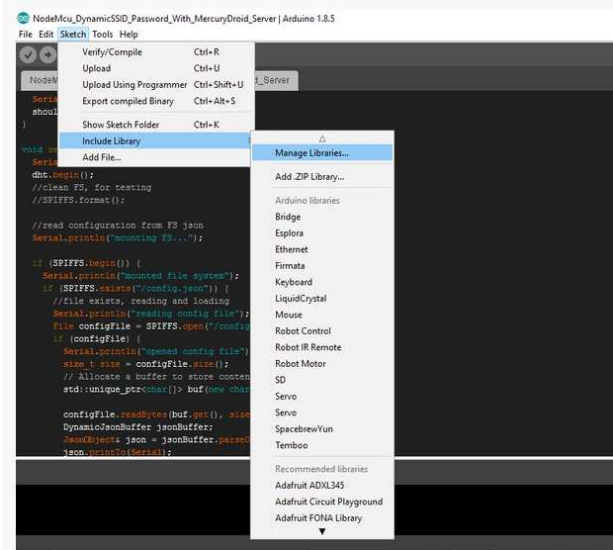 NodeMcu_DynamicSSID_Password_With_MercuryDroid_Server | Arduino 1.8.5
File Edit Sketch Tools Help
Verify/Compile Ctrl+R
Upload Ctrl+U
Upload Using Programmer Ctrl+Shift+U
Export compiled Binary Ctrl+Alt+S
Show Sketch Folder Ctrl+K
Include Library
Add File...
NodeM
d_Server
Manage Libraries...
Add .ZIP Library...
Arduino libraries
Bridge
Esplora
Ethernet
Firmata
Keyboard
LiquidCrystal
Mouse
Robot Control
Robot IR Remote
Robot Motor
SD
Servo
Servo
SpacebrewYun
Temboo
Recommended libraries
Adafruit ADXL345
Adafruit Circuit Playground
Adafruit FONA Library
Seria
shoul
}
void se
Seria
dht.begin();
//clean FS, for testing
//SPIFFS.format();
//read configuration from FS json
Serial.println("mounting FS...");
if (SPIFFS.begin()) {
Serial.println("mounted file system");
if (SPIFFS.exists("/config.json")) {
//file exists, reading and loading
Serial.println("reading config file");
File configFile = SPIFFS.open("/config
if (configFile) {
Serial.println("opened config file")
size_t size = configFile.size();
// Allocate a buffer to store conten
std::unique_ptr<char[]> buf(new char
configFile.readBytes(buf.get(), size
DynamicJsonBuffer jsonBuffer;
JsonObject& json = jsonBuffer.parseO
json.printTo(Serial);